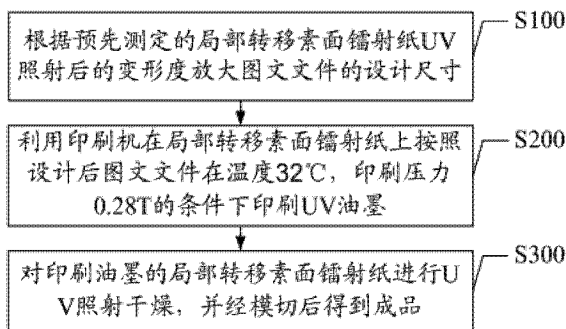 根据预先测定的局部转移素面镭射纸UV
照射后的变形度放大图文文件的设计尺寸
S100
利用印刷机在局部转移素面镭射纸上按照
设计后图文文件在温度32℃，印刷压力
0.28T的条件下印刷UV油墨
S200
对印刷油墨的局部转移素面镭射纸进行U
V照射干燥，并经模切后得到成品
S300